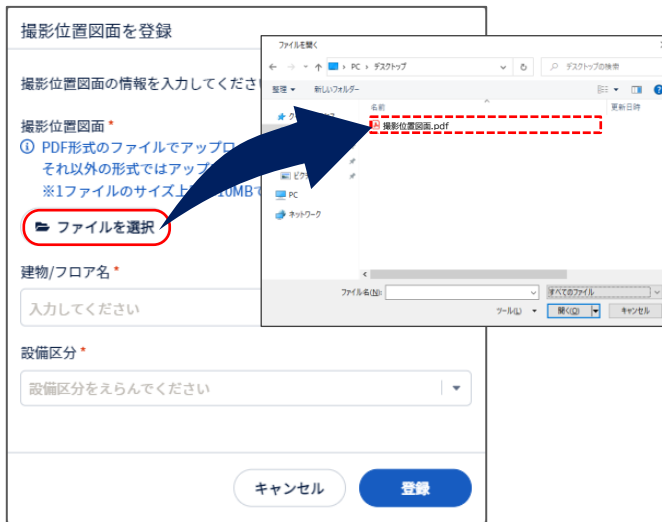 撮影位置図面を登録
撮影位置図面の情報を入力してくださ
撮影位置図面 *
PDF形式のファイルでアップロ
それ以外の形式ではアップ
※1ファイルのサイズ上 10MBで
ファイルを選択
建物/フロア名 *
入力してください
設備区分 *
設備区分をえらんでください
キャンセル
登録
ファイルを開く
PC › デスクトップ
デスクトップの検索
整理
新しいフォルダー
名前
更新日時
撮影位置図面.pdf
ピク
PC
ネットワーク
ファイル名(N):
すべてのファイル
ツール(L)
開く(O)
キャンセル